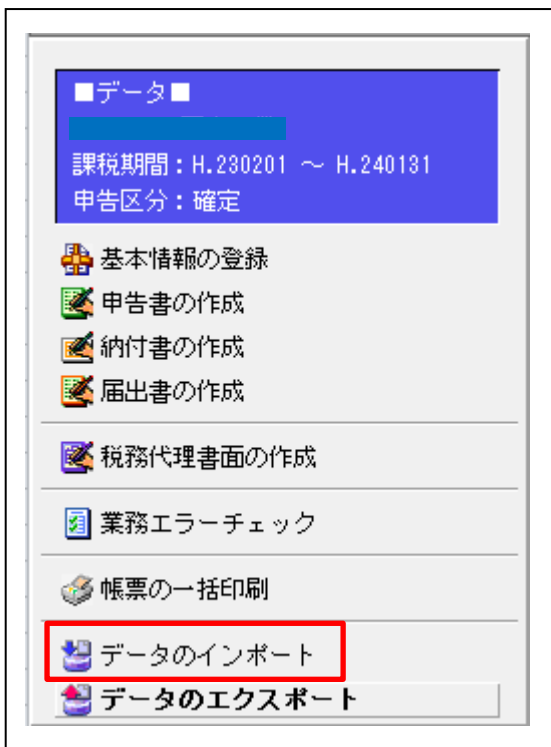 ■データ■
課税期間：H.230201 ～ H.240131
申告区分：確定
基本情報の登録
申告書の作成
納付書の作成
届出書の作成
税務代理書面の作成
業務エラーチェック
帳票の一括印刷
データのインポート
データのエクスポート